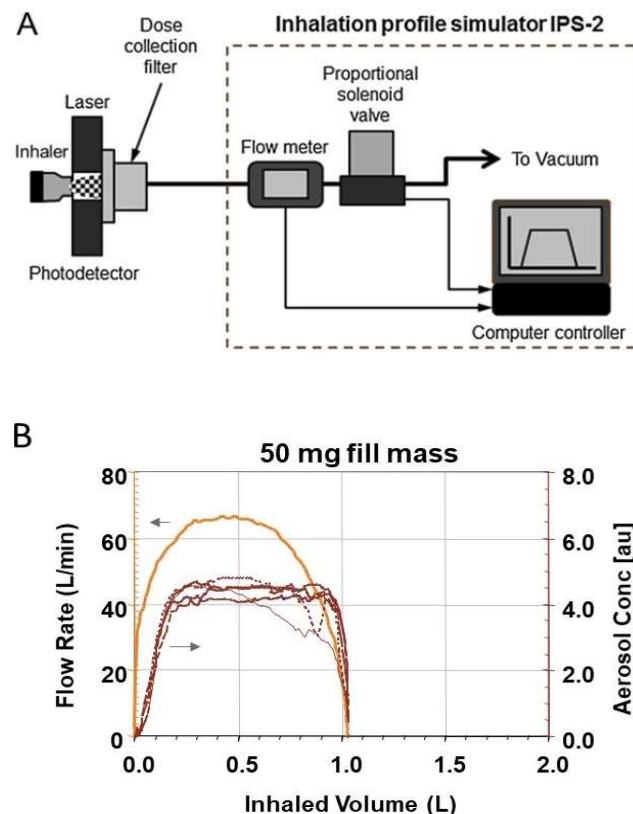 A
Inhalation profile simulator IPS-2
Dose
collection
filter
Proportional
solenoid
valve
Laser
Flow meter
Inhaler
To Vacuum
Photodetector
Computer controller
B
50 mg fill mass
80
8.0
60
6.0
40
4.0
20
2.0
0
0.0
0.0
0.5
1.0
1.5
2.0
Flow Rate (L/min)
Aerosol Conc [au]
Inhaled Volume (L)